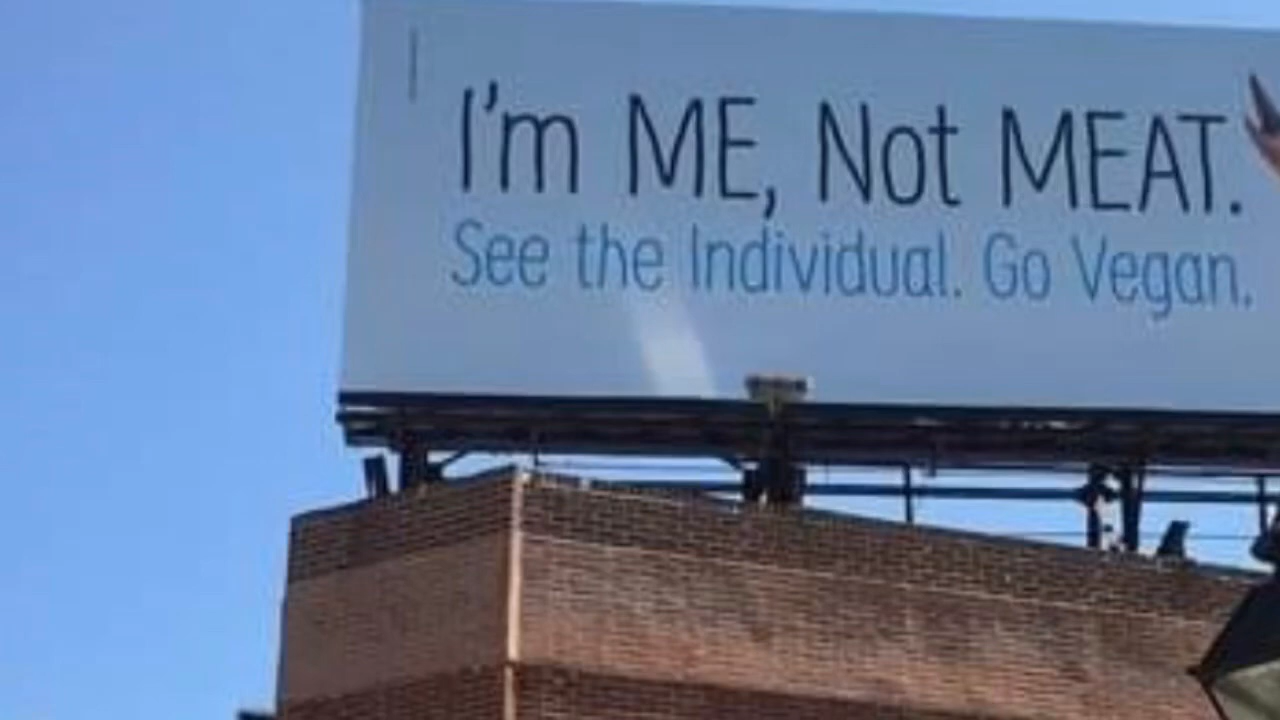 I'm ME, Not MEAT.
See the Individual. Go Vegan.